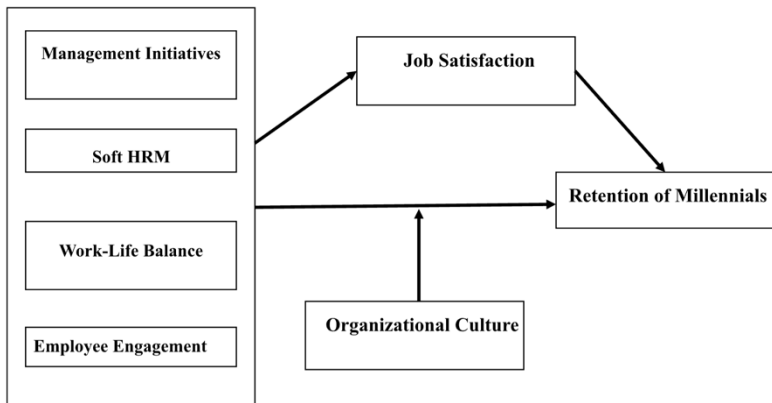 Management Initiatives
Soft HRM
Work-Life Balance
Employee Engagement
Job Satisfaction
Retention of Millennials
Organizational Culture